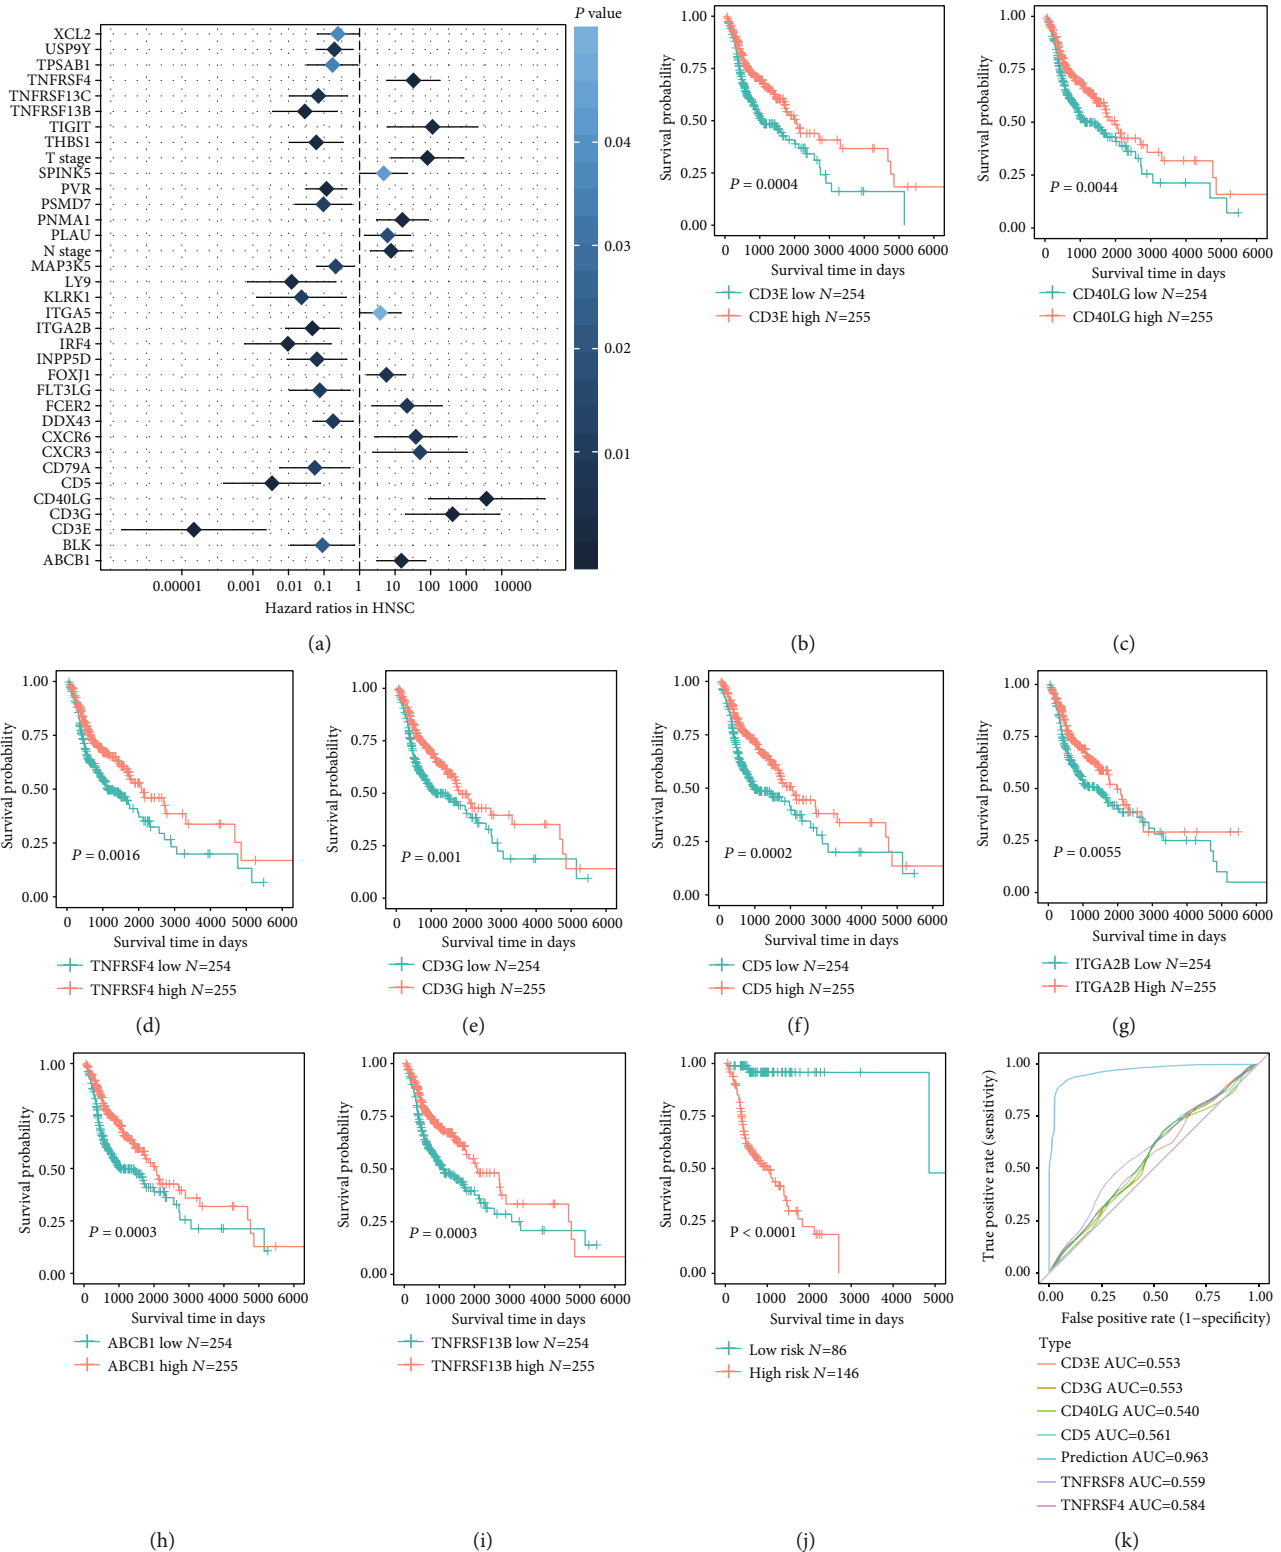 P value
XCL2
USP9Y
TPSAB1
TNFRSF4
TNFRSF13C
TNFRSF13B
TIGIT
THBS1
T stage
SPINK5
PVR
PSMD7
PNMA1
PLAU
N stage
MAP3K5
LY9
KLRK1
ITGA5
ITGA2B
IRF4
INPP5D
FOXJ1
FLT3LG
FCER2
DDX43
CXCR6
CXCR3
CD79A
CD5
CD40LG
CD3G
CD3E
BLK
ABCB1
0.04
0.03
0.02
0.01
0.00001 0.001 0.01 0.1 1 10 100 1000 10000
Hazard ratios in HNSC
(a)
Survival probability
1.00
0.75
0.50
0.25
0.00
P = 0.0004
0 1000 2000 3000 4000 5000 6000
Survival time in days
CD3E low N=254
CD3E high N=255
(b)
Survival probability
1.00
0.75
0.50
0.25
0.00
P = 0.0044
0 1000 2000 3000 4000 5000 6000
Survival time in days
CD40LG low N=254
CD40LG high N=255
(c)
Survival probability
1.00
0.75
0.50
0.25
0.00
P = 0.0016
0 1000 2000 3000 4000 5000 6000
Survival time in days
TNFRSF4 low N=254
TNFRSF4 high N=255
(d)
Survival probability
1.00
0.75
0.50
0.25
0.00
P = 0.001
0 1000 2000 3000 4000 5000 6000
Survival time in days
CD3G low N=254
CD3G high N=255
(e)
Survival probability
1.00
0.75
0.50
0.25
0.00
P = 0.0002
0 1000 2000 3000 4000 5000 6000
Survival time in days
CD5 low N=254
CD5 high N=255
(f)
Survival probability
1.00
0.75
0.50
0.25
0.00
P = 0.0055
0 1000 2000 3000 4000 5000 6000
Survival time in days
ITGA2B Low N=254
ITGA2B High N=255
(g)
Survival probability
1.00
0.75
0.50
0.25
0.00
P = 0.0003
0 1000 2000 3000 4000 5000 6000
Survival time in days
ABCB1 low N=254
ABCB1 high N=255
(h)
Survival probability
1.00
0.75
0.50
0.25
0.00
P = 0.0003
0 1000 2000 3000 4000 5000 6000
Survival time in days
TNFRSF13B low N=254
TNFRSF13B high N=255
(i)
Survival probability
1.00
0.75
0.50
0.25
0.00
P < 0.0001
0 1000 2000 3000 4000 5000
Survival time in days
Low risk N=86
High risk N=146
(j)
True positive rate (sensitivity)
1.00
0.75
0.50
0.25
0.00
0.00 0.25 0.50 0.75 1.00
False positive rate (1−specificity)
Type
CD3E AUC=0.553
CD3G AUC=0.553
CD40LG AUC=0.540
CD5 AUC=0.561
Prediction AUC=0.963
TNFRSF8 AUC=0.559
TNFRSF4 AUC=0.584
(k)